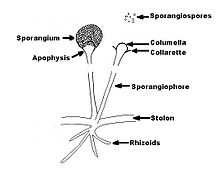 Sporangiospores
Sporangium
Columella
Collarette
Apophysis
Sporangiophore
Stolon
Rhizoids